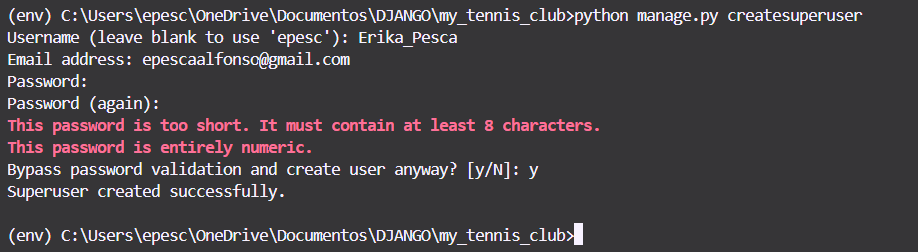 (env) C:\Users\epesc\OneDrive\Documentos\DJANGO\my_tennis_club>python manage.py createsuperuser
Username (leave blank to use 'epesc'): Erika_Pesca
Email address: epescaalfonso@gmail.com
Password:
Password (again):
This password is too short. It must contain at least 8 characters.
This password is entirely numeric.
Bypass password validation and create user anyway? [y/N]: y
Superuser created successfully.
(env) C:\Users\epesc\OneDrive\Documentos\DJANGO\my_tennis_club>